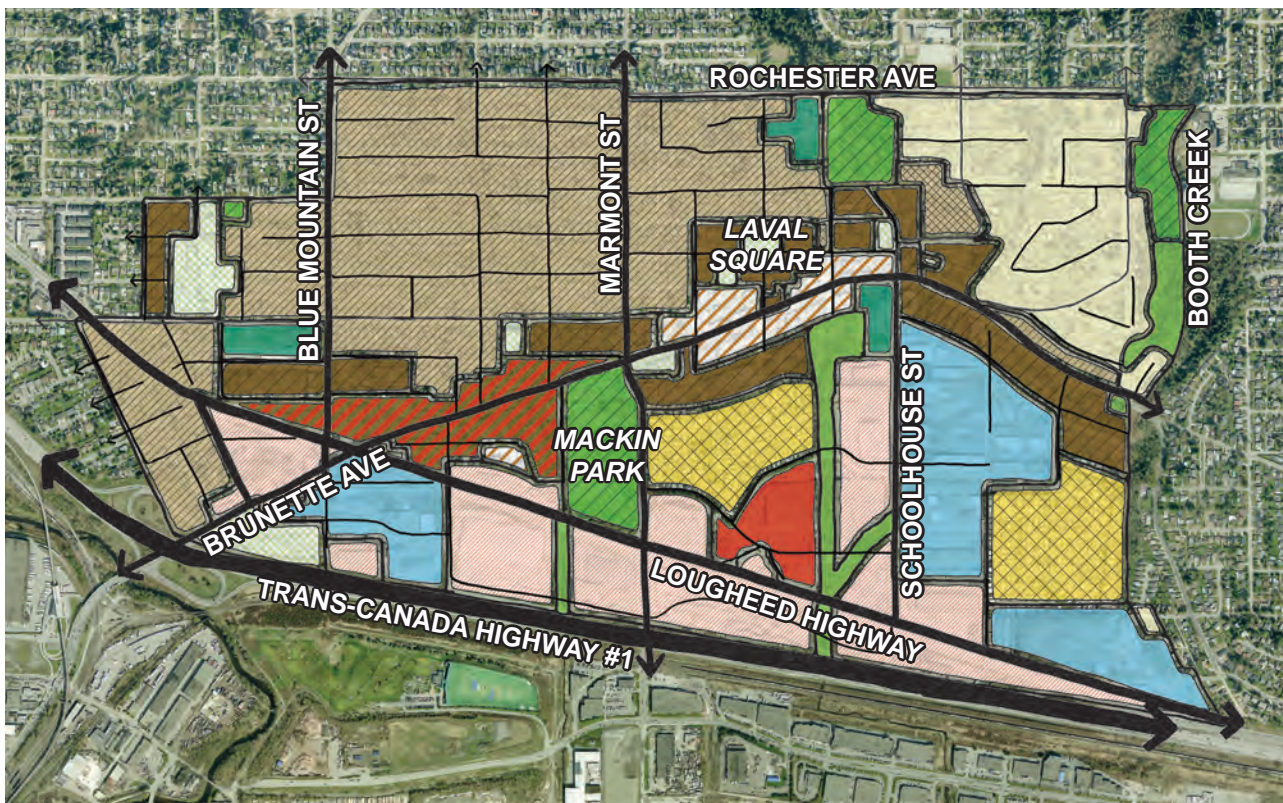 ROCHESTER AVE
BLUE MOUNTAIN ST
MARMONT ST
BOOTH CREEK
LAVAL
SQUARE
MACKIN
PARK
SCHOOLHOUSE ST
BRUNETTE AVE
LOUGHEED HIGHWAY
TRANS-CANADA HIGHWAY #1